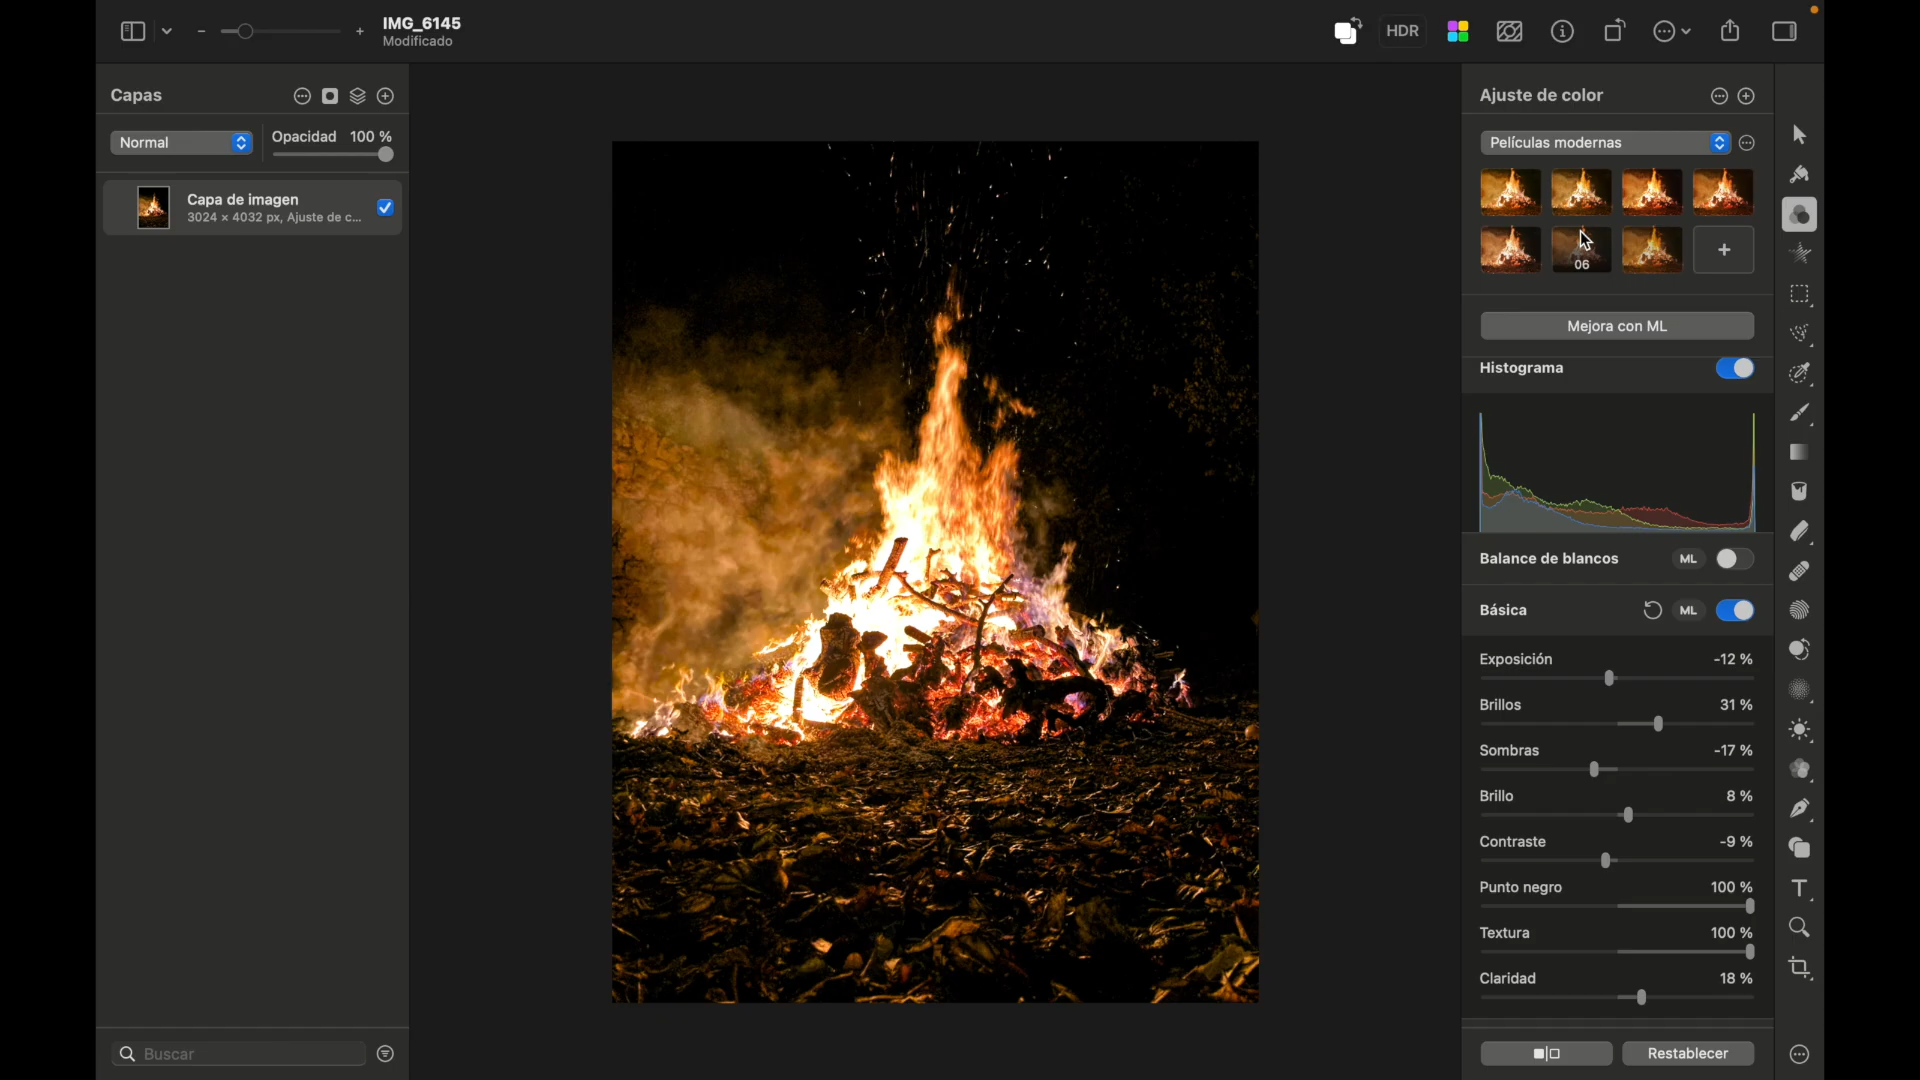 IMG_6145
Modificado
HDR
Capas
Normal
Opacidad 100 %
Capa de imagen
3024 × 4032 px, Ajuste de c...
Buscar
Ajuste de color
Películas modernas
06
Mejora con ML
Histograma
Balance de blancos ML
Básica ML
Exposición -12 %
Brillos 31 %
Sombras -17 %
Brillo 8 %
Contraste -9 %
Punto negro 100 %
Textura 100 %
Claridad 18 %
Restablecer